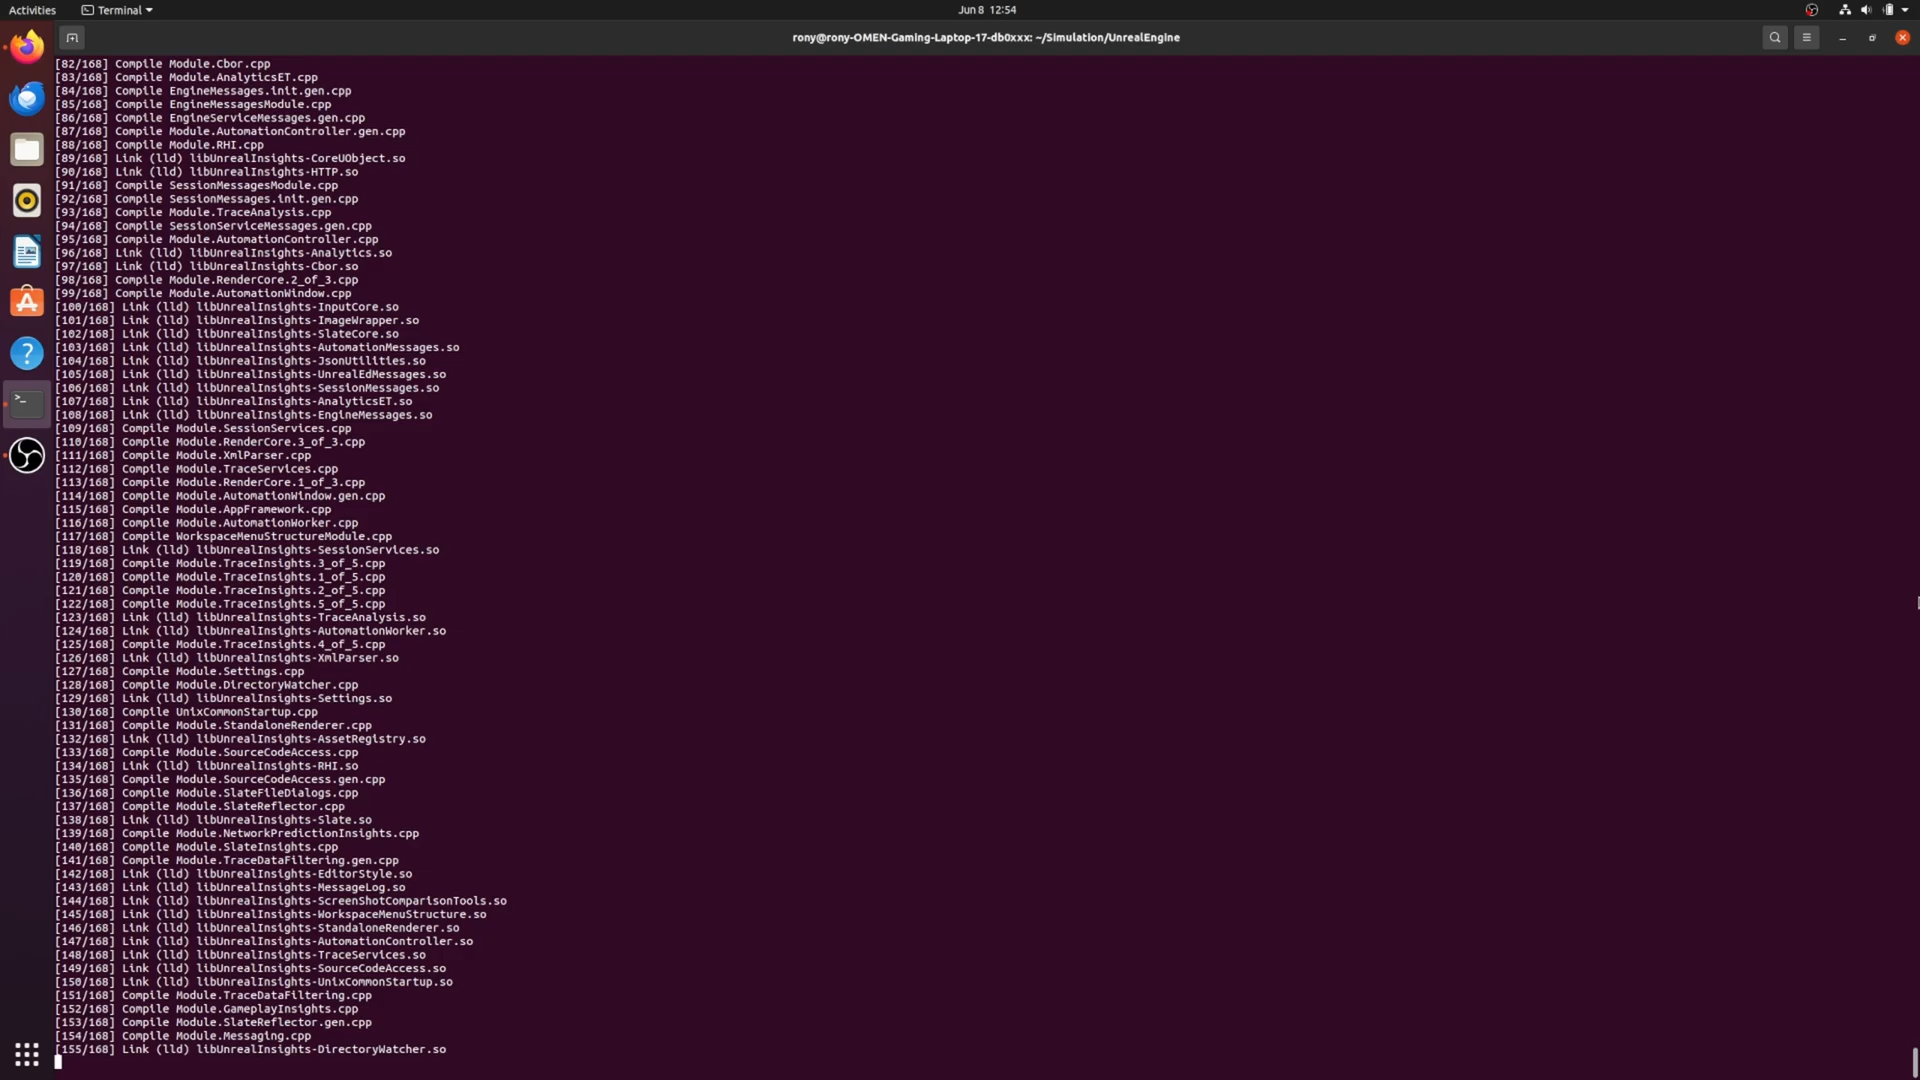 Activities
Terminal
Jun 8 12:54
rony@rony-OMEN-Gaming-Laptop-17-db0xxx: ~/Simulation/UnrealEngine
[82/168] Compile Module.Cbor.cpp
[83/168] Compile Module.AnalyticsET.cpp
[84/168] Compile EngineMessages.init.gen.cpp
[85/168] Compile EngineMessagesModule.cpp
[86/168] Compile EngineServiceMessages.gen.cpp
[87/168] Compile Module.AutomationController.gen.cpp
[88/168] Compile Module.RHI.cpp
[89/168] Link (lld) libUnrealInsights-CoreUObject.so
[90/168] Link (lld) libUnrealInsights-HTTP.so
[91/168] Compile SessionMessagesModule.cpp
[92/168] Compile SessionMessages.init.gen.cpp
[93/168] Compile Module.TraceAnalysis.cpp
[94/168] Compile SessionServiceMessages.gen.cpp
[95/168] Compile Module.AutomationController.cpp
[96/168] Link (lld) libUnrealInsights-Analytics.so
[97/168] Link (lld) libUnrealInsights-Cbor.so
[98/168] Compile Module.RenderCore.2_of_3.cpp
[99/168] Compile Module.AutomationWindow.cpp
[100/168] Link (lld) libUnrealInsights-InputCore.so
[101/168] Link (lld) libUnrealInsights-ImageWrapper.so
[102/168] Link (lld) libUnrealInsights-SlateCore.so
[103/168] Link (lld) libUnrealInsights-AutomationMessages.so
[104/168] Link (lld) libUnrealInsights-JsonUtilities.so
[105/168] Link (lld) libUnrealInsights-UnrealEdMessages.so
[106/168] Link (lld) libUnrealInsights-SessionMessages.so
[107/168] Link (lld) libUnrealInsights-AnalyticsET.so
[108/168] Link (lld) libUnrealInsights-EngineMessages.so
[109/168] Compile Module.SessionServices.cpp
[110/168] Compile Module.RenderCore.3_of_3.cpp
[111/168] Compile Module.XmlParser.cpp
[112/168] Compile Module.TraceServices.cpp
[113/168] Compile Module.RenderCore.1_of_3.cpp
[114/168] Compile Module.AutomationWindow.gen.cpp
[115/168] Compile Module.AppFramework.cpp
[116/168] Compile Module.AutomationWorker.cpp
[117/168] Compile WorkspaceMenuStructureModule.cpp
[118/168] Link (lld) libUnrealInsights-SessionServices.so
[119/168] Compile Module.TraceInsights.3_of_5.cpp
[120/168] Compile Module.TraceInsights.1_of_5.cpp
[121/168] Compile Module.TraceInsights.2_of_5.cpp
[122/168] Compile Module.TraceInsights.5_of_5.cpp
[123/168] Link (lld) libUnrealInsights-TraceAnalysis.so
[124/168] Link (lld) libUnrealInsights-AutomationWorker.so
[125/168] Compile Module.TraceInsights.4_of_5.cpp
[126/168] Link (lld) libUnrealInsights-XmlParser.so
[127/168] Compile Module.Settings.cpp
[128/168] Compile Module.DirectoryWatcher.cpp
[129/168] Link (lld) libUnrealInsights-Settings.so
[130/168] Compile UnixCommonStartup.cpp
[131/168] Compile Module.StandaloneRenderer.cpp
[132/168] Link (lld) libUnrealInsights-AssetRegistry.so
[133/168] Compile Module.SourceCodeAccess.cpp
[134/168] Link (lld) libUnrealInsights-RHI.so
[135/168] Compile Module.SourceCodeAccess.gen.cpp
[136/168] Compile Module.SlateFileDialogs.cpp
[137/168] Compile Module.SlateReflector.cpp
[138/168] Link (lld) libUnrealInsights-Slate.so
[139/168] Compile Module.NetworkPredictionInsights.cpp
[140/168] Compile Module.SlateInsights.cpp
[141/168] Compile Module.TraceDataFiltering.gen.cpp
[142/168] Link (lld) libUnrealInsights-EditorStyle.so
[143/168] Link (lld) libUnrealInsights-MessageLog.so
[144/168] Link (lld) libUnrealInsights-ScreenShotComparisonTools.so
[145/168] Link (lld) libUnrealInsights-WorkspaceMenuStructure.so
[146/168] Link (lld) libUnrealInsights-StandaloneRenderer.so
[147/168] Link (lld) libUnrealInsights-AutomationController.so
[148/168] Link (lld) libUnrealInsights-TraceServices.so
[149/168] Link (lld) libUnrealInsights-SourceCodeAccess.so
[150/168] Link (lld) libUnrealInsights-UnixCommonStartup.so
[151/168] Compile Module.TraceDataFiltering.cpp
[152/168] Compile Module.GameplayInsights.cpp
[153/168] Compile Module.SlateReflector.gen.cpp
[154/168] Compile Module.Messaging.cpp
[155/168] Link (lld) libUnrealInsights-DirectoryWatcher.so